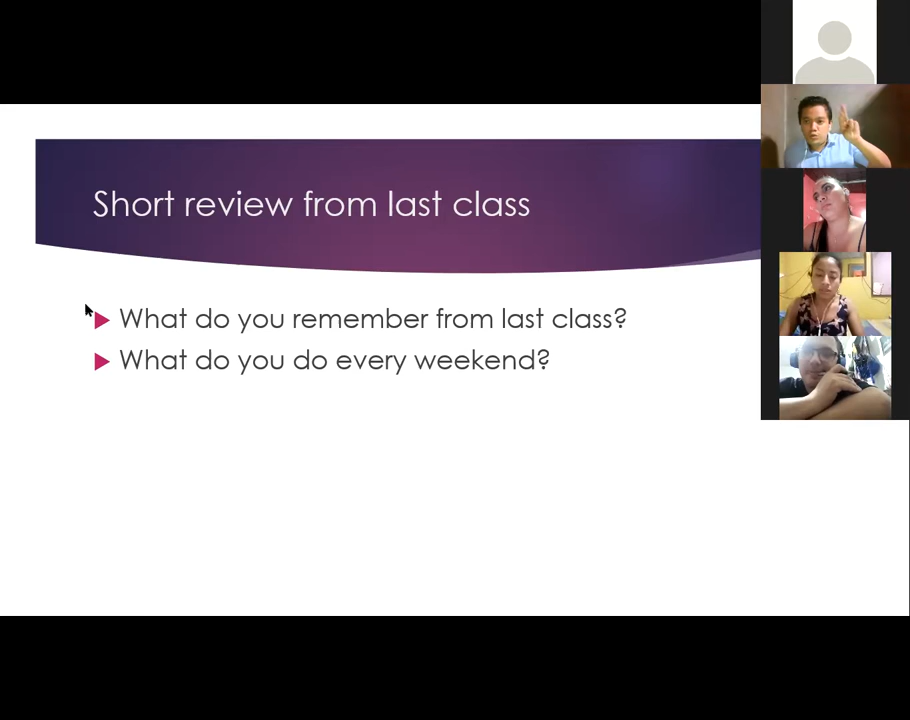 Short review from last class
What do you remember from last class?
What do you do every weekend?